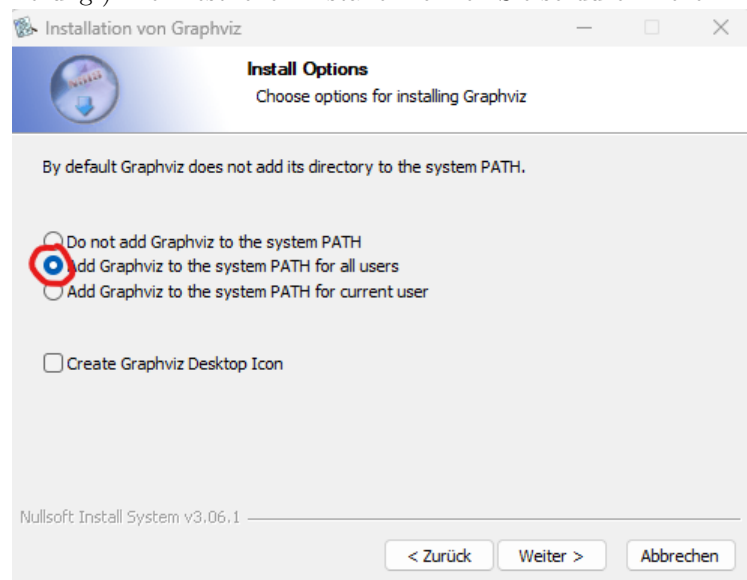 Installation von Graphviz
Install Options
Choose options for installing Graphviz
By default Graphviz does not add its directory to the system PATH.
Do not add Graphviz to the system PATH
Add Graphviz to the system PATH for all users
Add Graphviz to the system PATH for current user
Create Graphviz Desktop Icon
Nullsoft Install System v3.06.1
< Zurück Weiter > Abbrechen